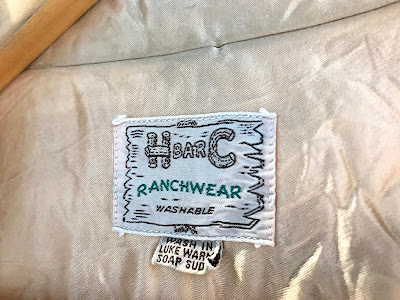 H BAR C
RANCHWEAR
WASHABLE
WASH IN
LUKE WARM
SOAP SUD